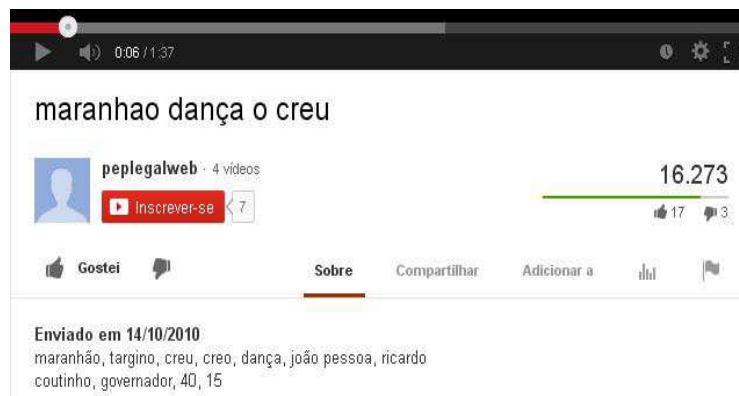 0:06 / 1:37
maranhao dança o creu
peplegalweb · 4 vídeos
16.273
Inscrever-se 7
17 3
Gostei Sobre Compartilhar Adicionar a
Enviado em 14/10/2010
maranhão, targino, creu, creo, dança, joão pessoa, ricardo
coutinho, governador, 40, 15